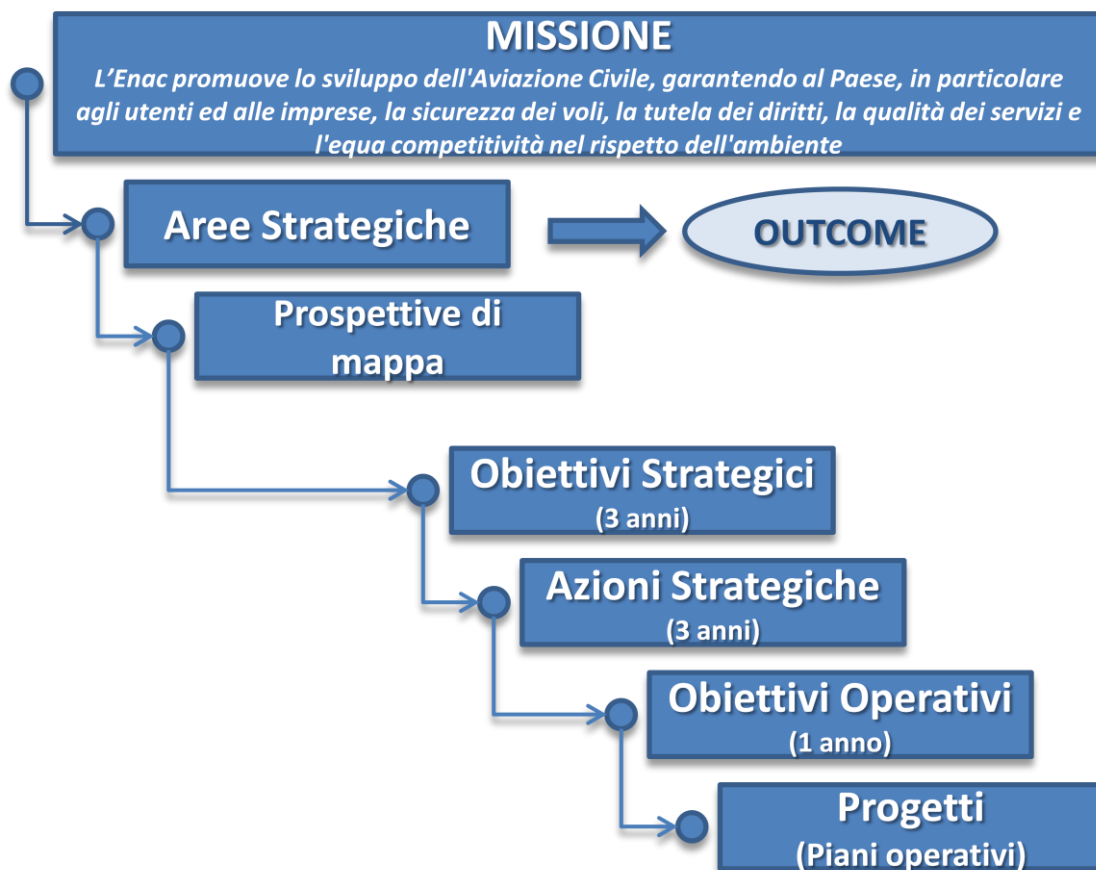 MISSIONE
L'Enac promuove lo sviluppo dell'Aviazione Civile, garantendo al Paese, in particolare
agli utenti ed alle imprese, la sicurezza dei voli, la tutela dei diritti, la qualità dei servizi e
l'equa competitività nel rispetto dell'ambiente
Aree Strategiche
OUTCOME
Prospettive di
mappa
Obiettivi Strategici
(3 anni)
Azioni Strategiche
(3 anni)
Obiettivi Operativi
(1 anno)
Progetti
(Piani operativi)